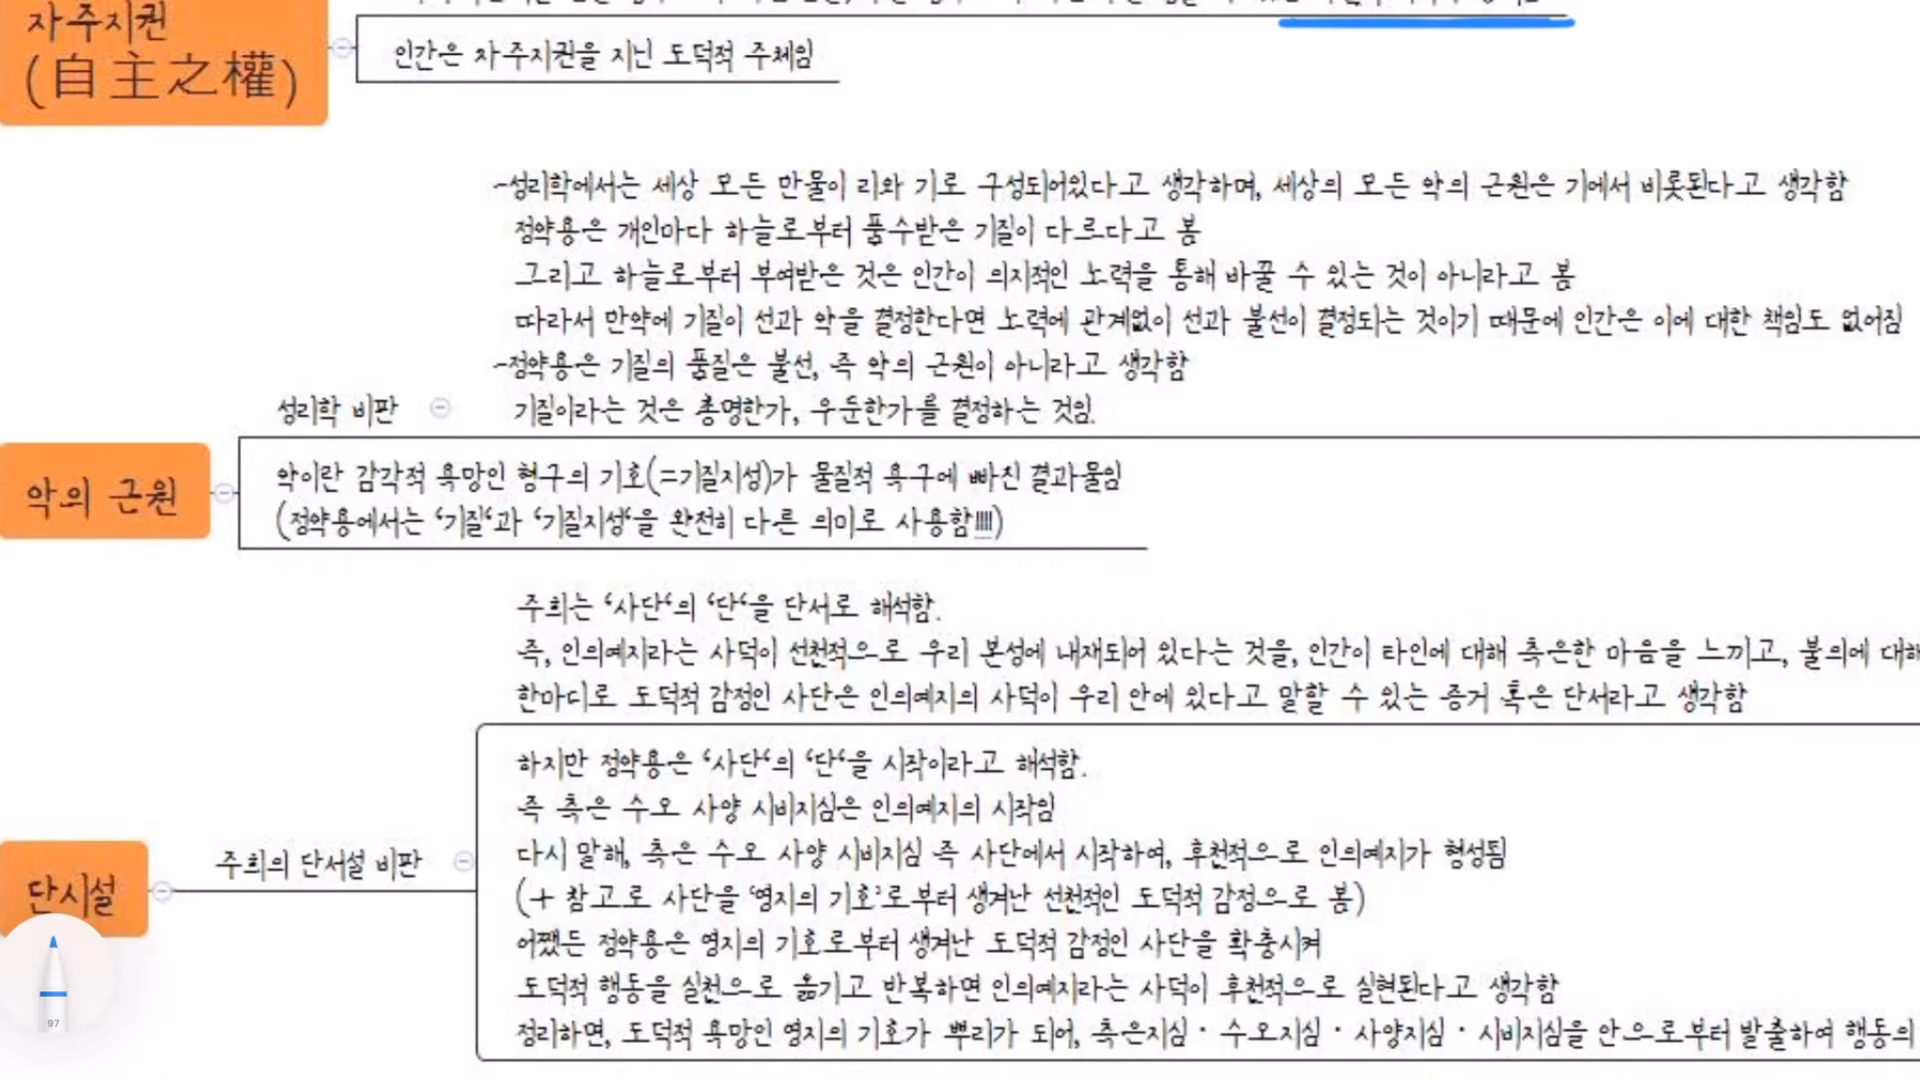 자주지권
(自主之權)
인간은 자주지권을 지닌 도덕적 주체임
-성리학에서는 세상 모든 만물이 리와 기로 구성되어있다고 생각하며, 세상의 모든 악의 근원은 기에서 비롯된다고 생각함
정약용은 개인마다 하늘로부터 품수받은 기질이 다르다고 봄
그리고 하늘로부터 부여받은 것은 인간이 의지적인 노력을 통해 바꿀 수 있는 것이 아니라고 봄
따라서 만약에 기질이 선과 악을 결정한다면 노력에 관계없이 선과 불선이 결정되는 것이기 때문에 인간은 이에 대한 책임도 없어짐
-정약용은 기질의 품질은 불선, 즉 악의 근원이 아니라고 생각함
성리학 비판
기질이라는 것은 총명한가, 우둔한가를 결정하는 것임.
악의 근원
악이란 감각적 욕망인 형구의 기호(=기질지성)가 물질적 욕구에 빠진 결과물임
(정약용에서는 '기질'과 '기질지성'을 완전히 다른 의미로 사용함!!!!)
주희는 '사단'의 '단'을 단서로 해석함.
즉, 인의예지라는 사덕이 선천적으로 우리 본성에 내재되어 있다는 것을, 인간이 타인에 대해 측은한 마음을 느끼고, 불의에 대해
한마디로 도덕적 감정인 사단은 인의예지의 사덕이 우리 안에 있다고 말할 수 있는 증거 혹은 단서라고 생각함
하지만 정약용은 '사단'의 '단'을 시작이라고 해석함.
즉 측은 수오 사양 시비지심은 인의예지의 시작임
다시 말해, 측은 수오 사양 시비지심 즉 사단에서 시작하여, 후천적으로 인의예지가 형성됨
주희의 단서설 비판
단시설
(+ 참고로 사단을 '영지의 기호'로부터 생겨난 선천적인 도덕적 감정으로 봄)
어쨌든 정약용은 영지의 기호로부터 생겨난 도덕적 감정인 사단을 확충시켜
도덕적 행동을 실천으로 옮기고 반복하면 인의예지라는 사덕이 후천적으로 실현된다고 생각함
정리하면, 도덕적 욕망인 영지의 기호가 뿌리가 되어, 측은지심·수오지심·사양지심·시비지심을 안으로부터 발출하여 행동의
97